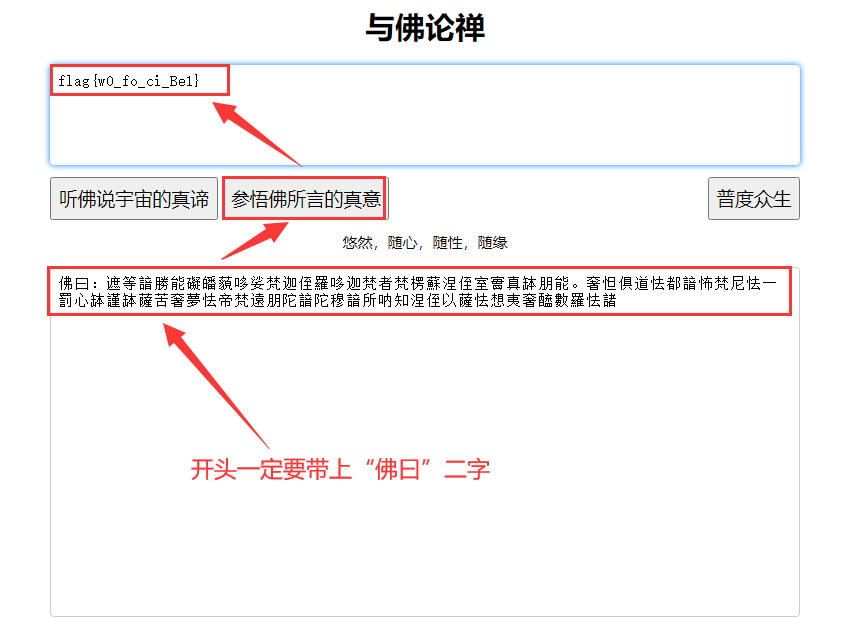 与佛论禅
flag{w0_fo_ci_Be1}
听佛说宇宙的真谛
参悟佛所言的真意
普度众生
悠然，随心，随性，随缘
佛曰：遮等諳勝能礙皤藐哆娑梵迦侄羅哆迦梵者梵楞蘇涅侄室實真缽朋能。奢怛俱道怯都諳怖梵尼怯一
罰心缽謹缽薩苦奢夢怯帝梵遠朋陀諳陀穆諳所呐知涅侄以薩怯想夷奢醯數羅怯諸
开头一定要带上“佛曰”二字